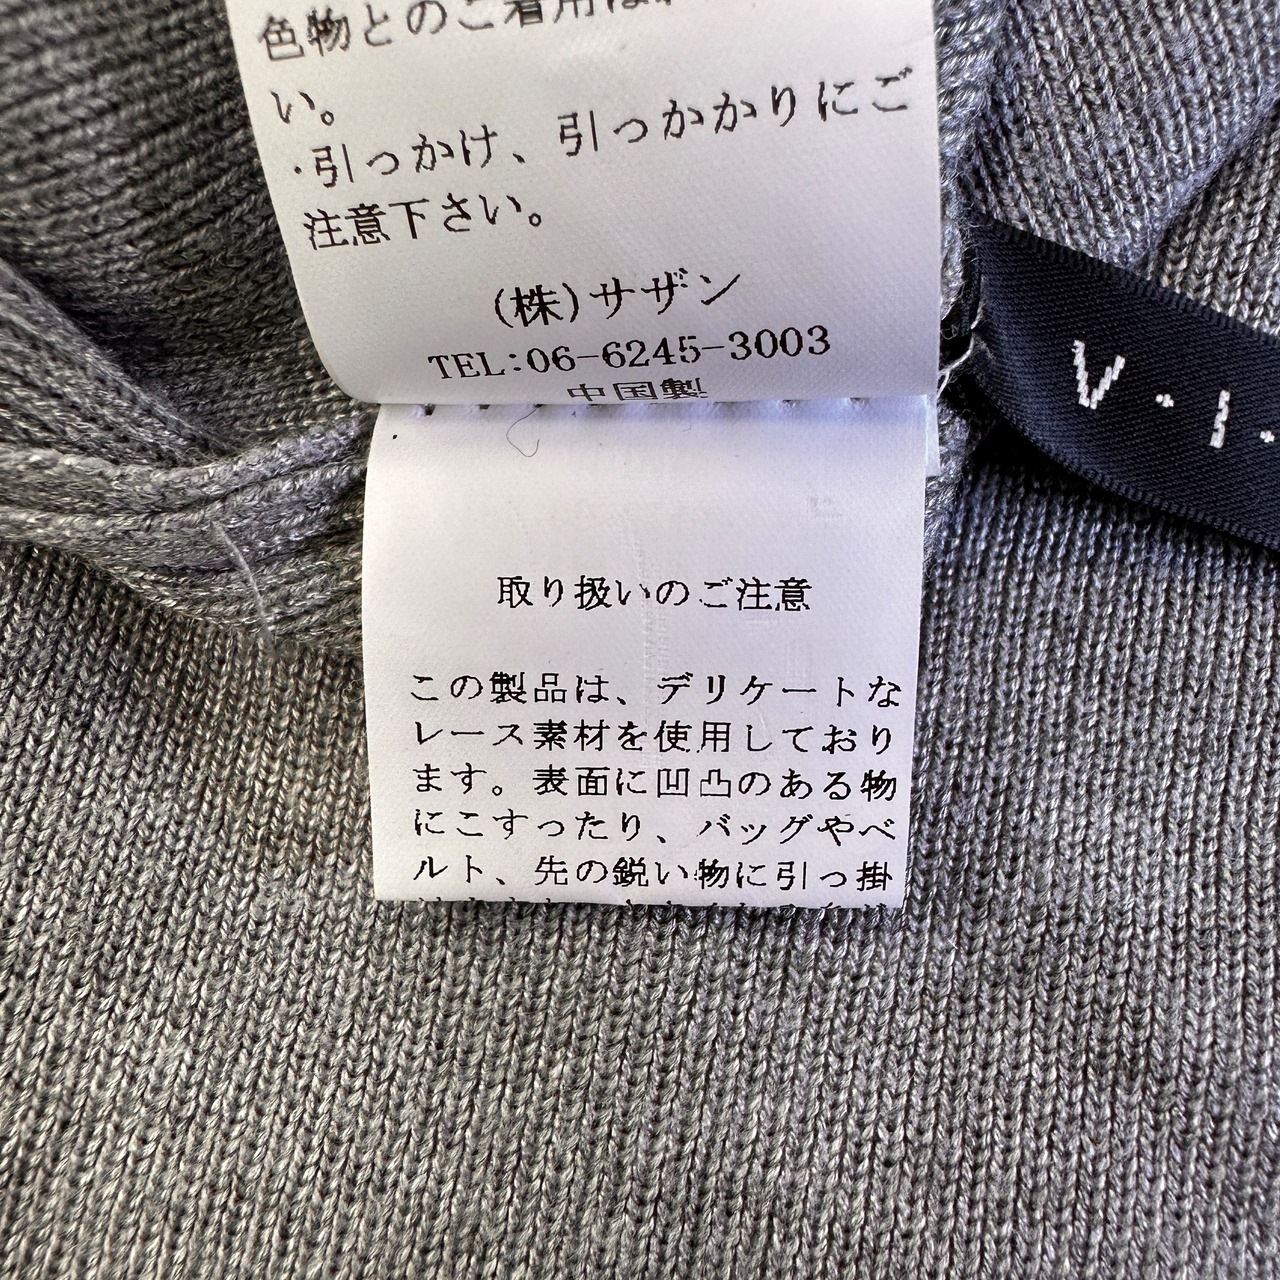 色物とのご着用は
い。
・引っかけ、引っかかりにご
注意下さい。
(株)サザン
TEL:06-6245-3003
中国製
V・I・
取り扱いのご注意
この製品は、デリケートな
レース素材を使用しており
ます。表面に凹凸のある物
にこすったり、バッグやベ
ルト、先の鋭い物に引っ掛